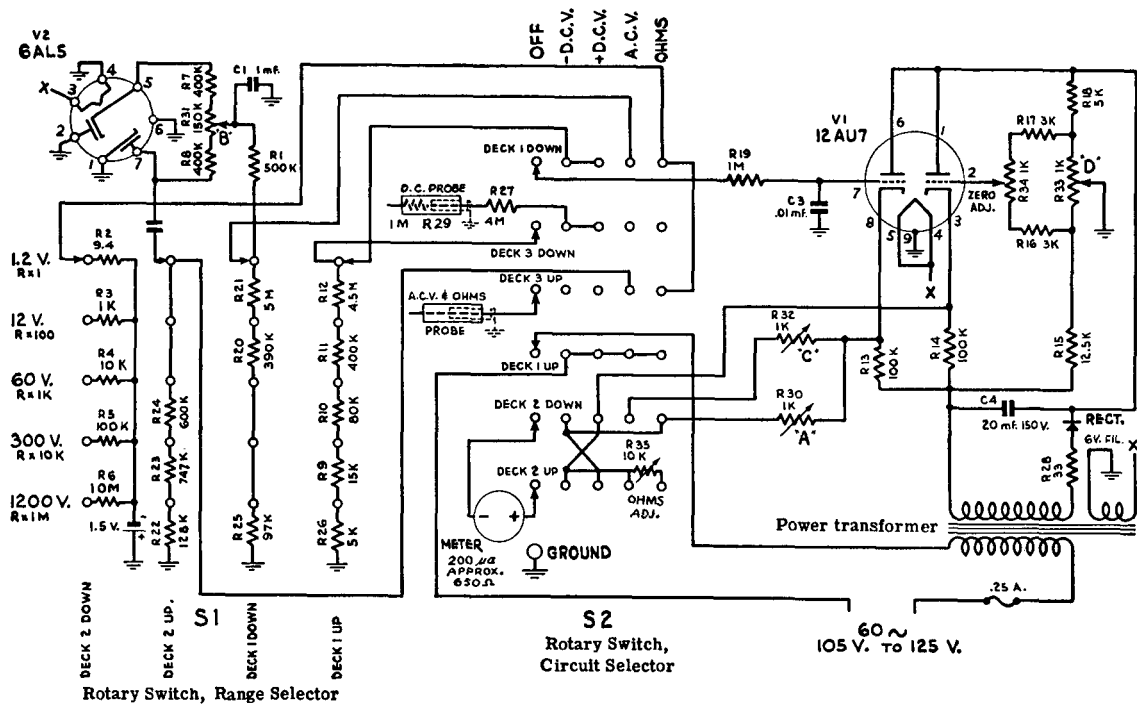 V2
6AL5
X
3
4
5
2
1
7
6
R7
400K
R31
150K
"B"
R8
400K
C1 1mf.
R1
500K
OFF
-D.C.V.
+D.C.V.
A.C.V.
OHMS
DECK 1 DOWN
D.C. PROBE
1M R29
R27
4M
DECK 3 DOWN
DECK 3 UP
A.C.V. & OHMS
PROBE
DECK 1 UP
DECK 2 DOWN
DECK 2 UP
R35
10 K
OHMS
ADJ.
- +
METER
200 μa
APPROX.
650Ω
GROUND
R19
1M
C3
.01 mf.
V1
12AU7
6
1
7
2
8
5
9
4
3
X
ZERO
ADJ.
R17 3K
R34 1K
R16 3K
R18
5K
R33 1K
"D"
R32
1K
"C"
R30
1K
"A"
R13
100K
R14
100K
R15
12.5K
C4
20 mf. 150 V.
RECT.
6V. FIL.
X
R28
33
Power transformer
.25 A.
60 ~
105 V. TO 125 V.
1.2 V.
RX1
12 V.
RX100
60 V.
RX1K
300 V.
RX10K
1200 V.
RX1M
R2
9.4
R3
1K
R4
10 K
R5
100K
R6
10M
1.5 V.
- +
R24
600K
R23
747K
R22
128K
R21
5 M
R20
390K
R25
97K
R12
4.5M
R11
400K
R10
80K
R9
15K
R26
5K
DECK 2 DOWN
DECK 2 UP.
S1
DECK 1 DOWN
DECK 1 UP
Rotary Switch, Range Selector
S2
Rotary Switch,
Circuit Selector